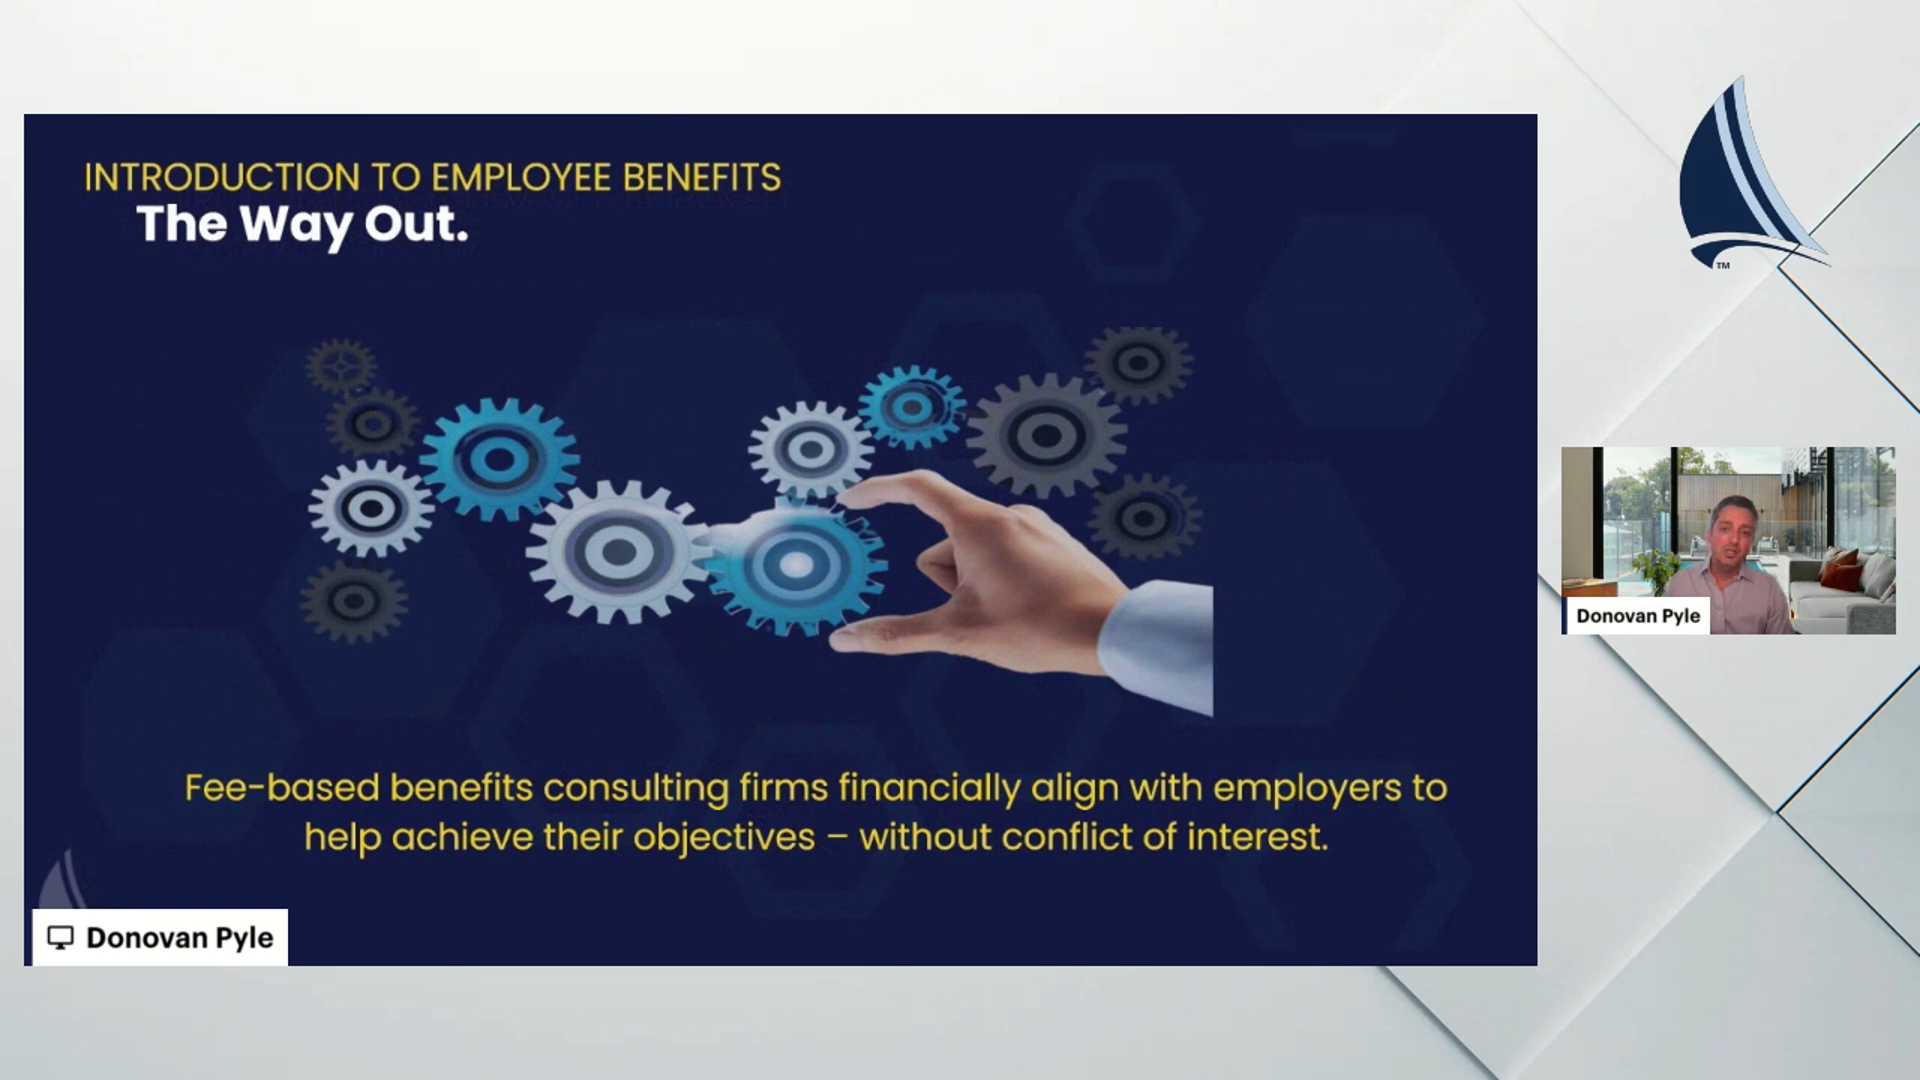 INTRODUCTION TO EMPLOYEE BENEFITS
The Way Out.
Fee-based benefits consulting firms financially align with employers to
help achieve their objectives – without conflict of interest.
Donovan Pyle
TM
Donovan Pyle